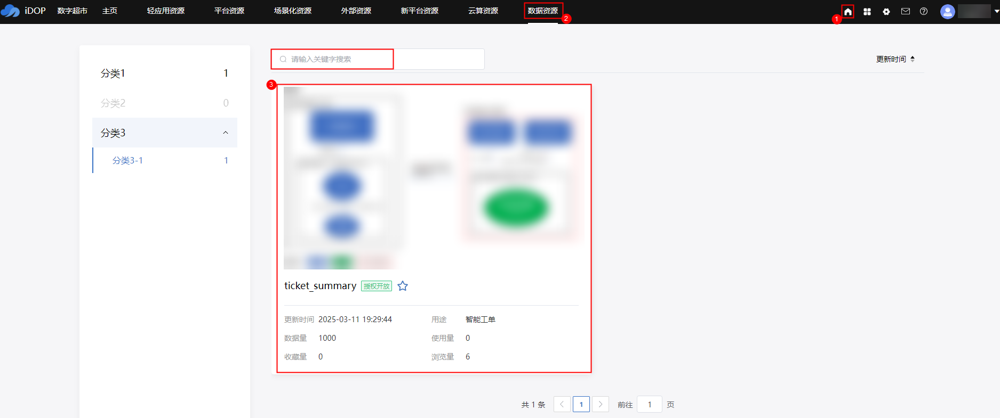 iDOP 数字超市 主页 轻应用资源 平台资源 场景化资源 外部资源 新平台资源 云算资源 数据资源
2
1
分类1 1
分类2 0
分类3
分类3-1 1
请输入关键字搜索
更新时间
3
ticket_summary 授权开放
更新时间 2025-03-11 19:29:44 用途 智能工单
数据量 1000 使用量 0
收藏量 0 浏览量 6
共 1 条 1 前往 1 页